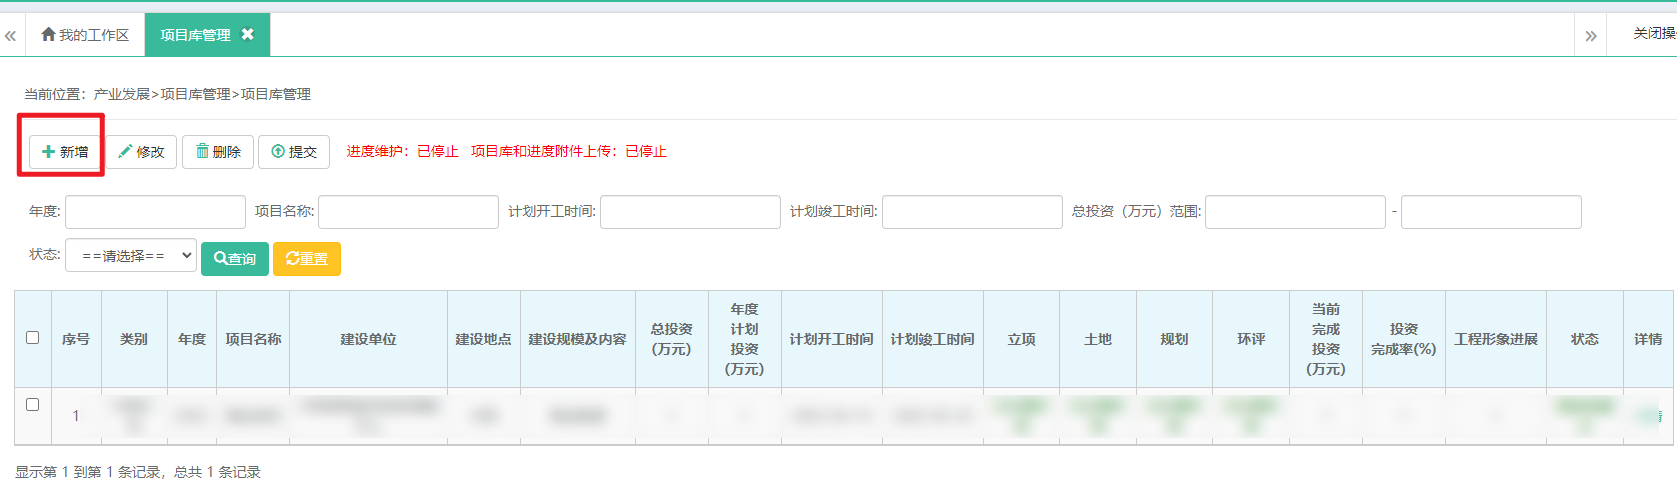 « 我的工作区 项目库管理 » 关闭操
当前位置：产业发展>项目库管理>项目库管理
新增 修改 删除 提交 进度维护：已停止 项目库和进度附件上传：已停止
年度: 项目名称: 计划开工时间: 计划竣工时间: 总投资（万元）范围: -
状态: ==请选择== 查询 重置
序号 类别 年度 项目名称 建设单位 建设地点 建设规模及内容 总投资(万元) 年度计划投资(万元) 计划开工时间 计划竣工时间 立项 土地 规划 环评 当前完成投资(万元) 投资完成率(%) 工程形象进展 状态 详情
1
显示第 1 到第 1 条记录，总共 1 条记录